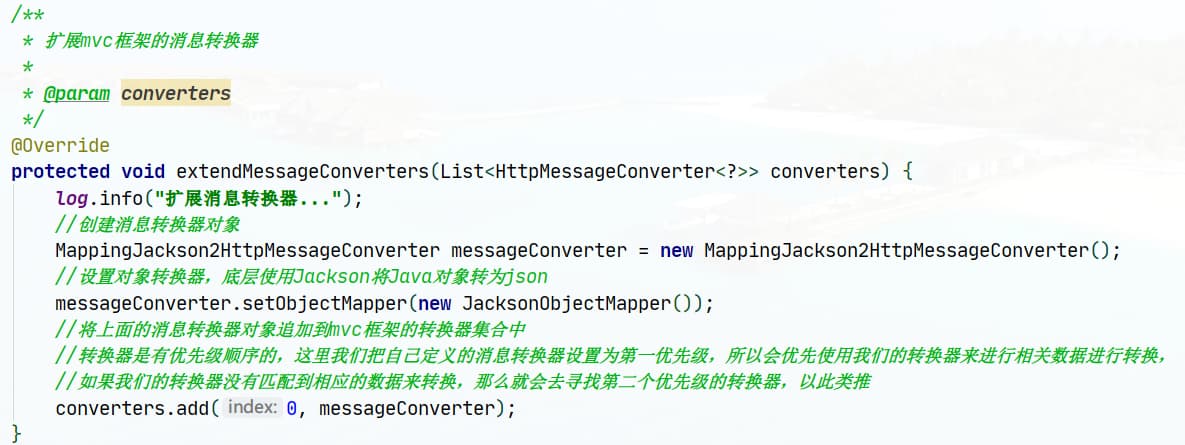 /**
 * 扩展mvc框架的消息转换器
 *
 * @param converters
 */
@Override
protected void extendMessageConverters(List<HttpMessageConverter<?>> converters) {
    log.info("扩展消息转换器...");
    //创建消息转换器对象
    MappingJackson2HttpMessageConverter messageConverter = new MappingJackson2HttpMessageConverter();
    //设置对象转换器，底层使用Jackson将Java对象转为json
    messageConverter.setObjectMapper(new JacksonObjectMapper());
    //将上面的消息转换器对象追加到mvc框架的转换器集合中
    //转换器是有优先级顺序的，这里我们把自己定义的消息转换器设置为第一优先级，所以会优先使用我们的转换器来进行相关数据进行转换，
    //如果我们的转换器没有匹配到相应的数据来转换，那么就会去寻找第二个优先级的转换器，以此类推
    converters.add( index: 0, messageConverter);
}